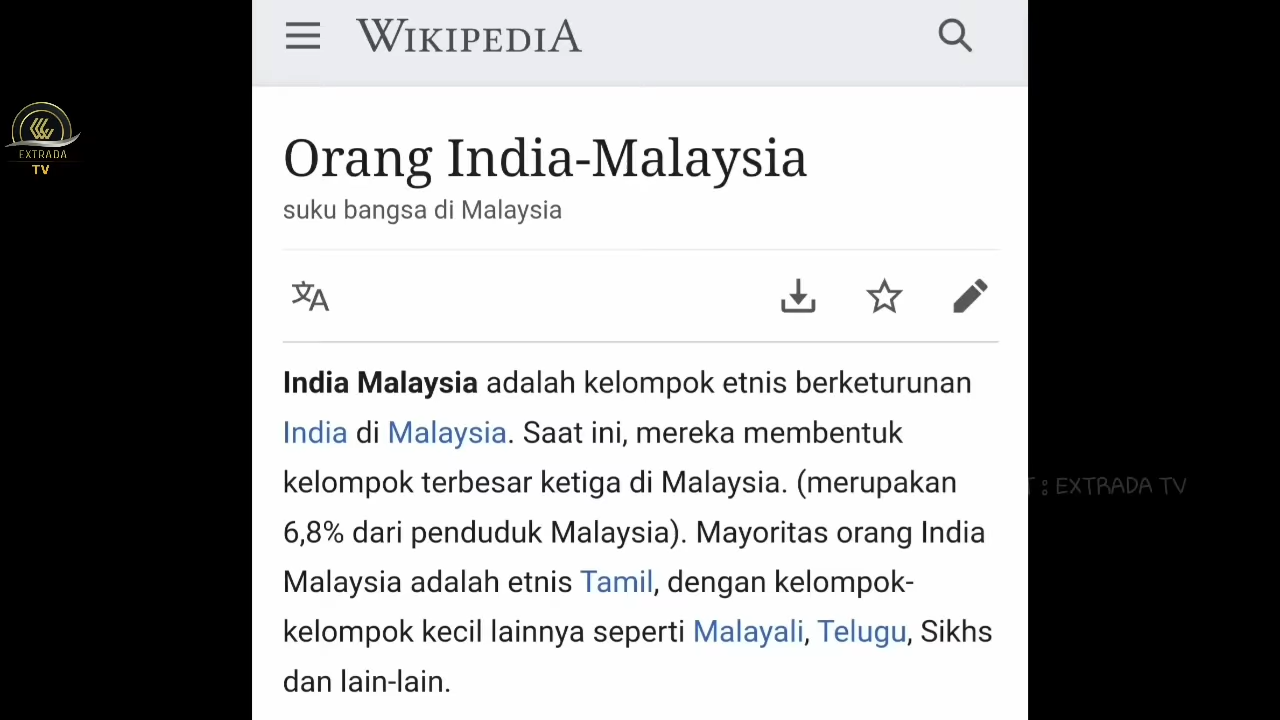 WIKIPEDIA
EXTRADA
TV
Orang India-Malaysia
suku bangsa di Malaysia
India Malaysia adalah kelompok etnis berketurunan
India di Malaysia. Saat ini, mereka membentuk
kelompok terbesar ketiga di Malaysia. (merupakan
6,8% dari penduduk Malaysia). Mayoritas orang India
Malaysia adalah etnis Tamil, dengan kelompok-
kelompok kecil lainnya seperti Malayali, Telugu, Sikhs
dan lain-lain.
: EXTRADA TV